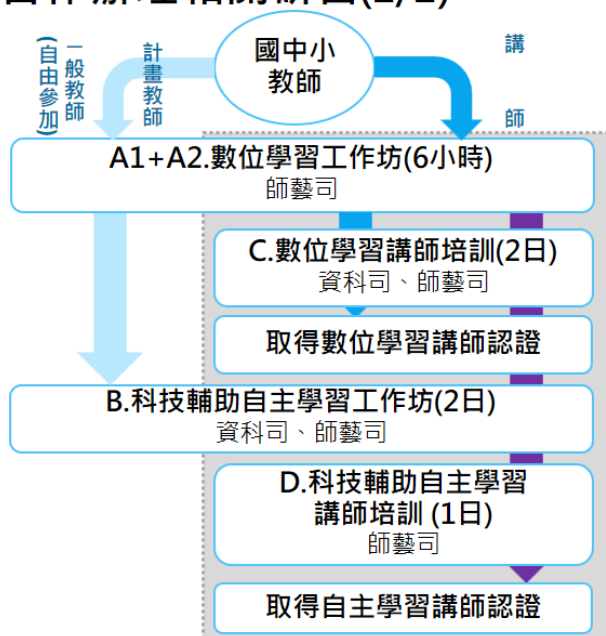 國中小
教師
一般教師
(自由參加)
計畫教師
講師
A1+A2.數位學習工作坊(6小時)
師藝司
C.數位學習講師培訓(2日)
資科司、師藝司
取得數位學習講師認證
B.科技輔助自主學習工作坊(2日)
資科司、師藝司
D.科技輔助自主學習
講師培訓 (1日)
師藝司
取得自主學習講師認證